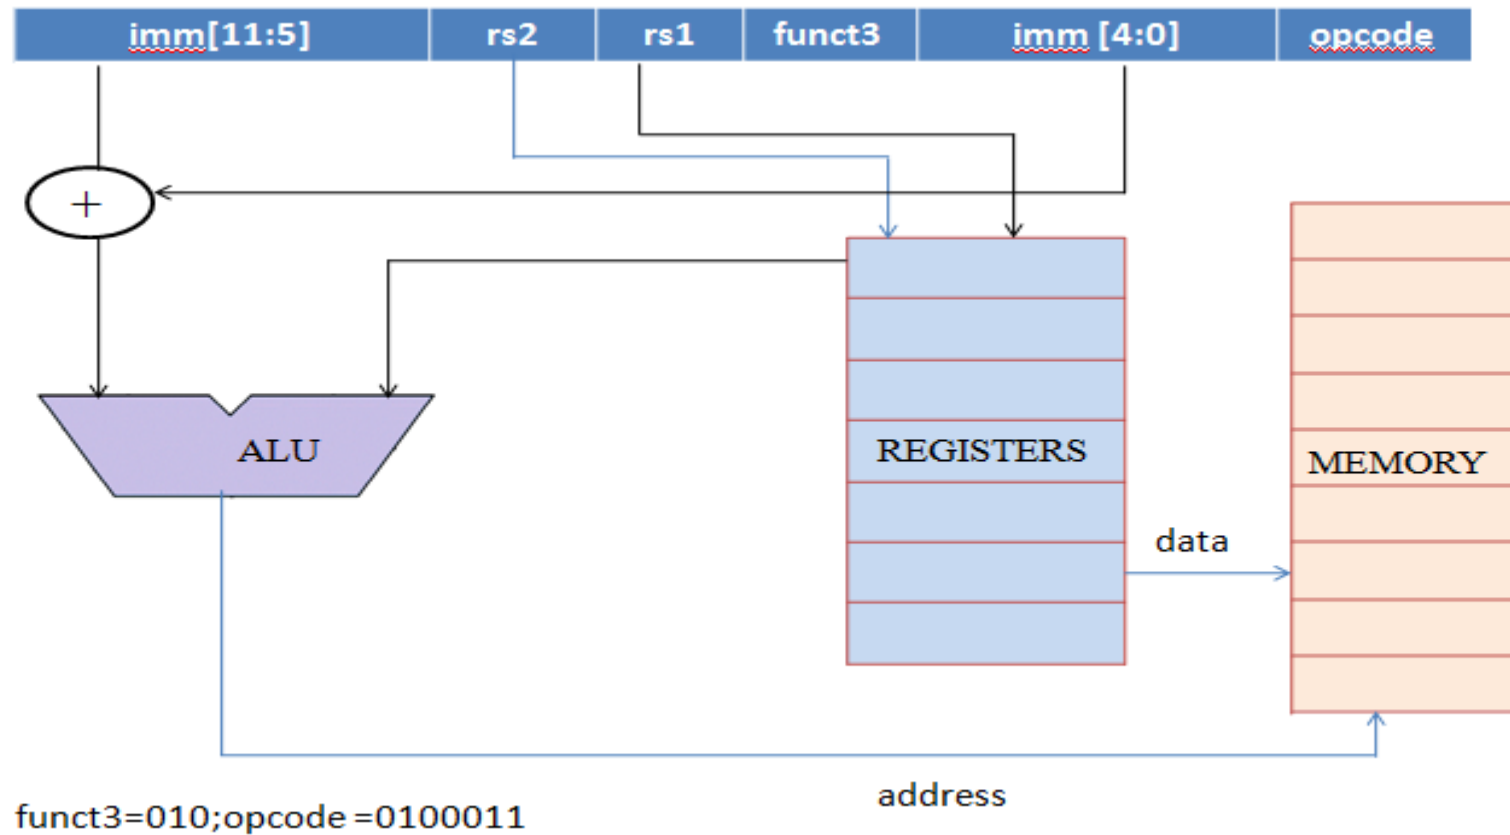 imm[11:5] rs2 rs1 funct3 imm [4:0] opcode
+
ALU
REGISTERS
MEMORY
data
address
funct3=010;opcode =0100011